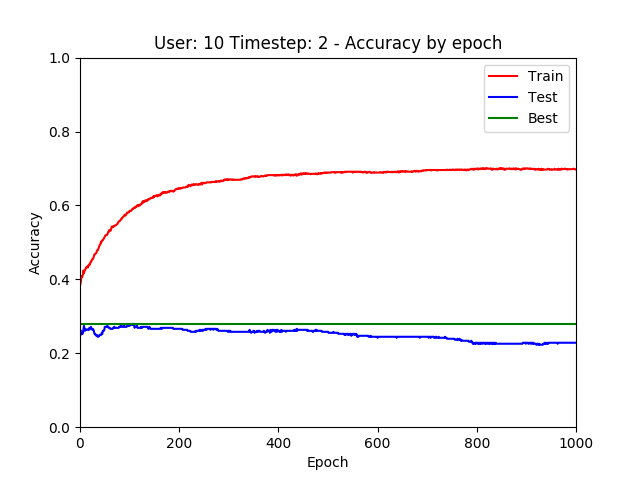 User: 10 Timestep: 2 - Accuracy by epoch
1.0
0.8
0.6
0.4
0.2
0.0
Accuracy
Train
Test
Best
0 200 400 600 800 1000
Epoch